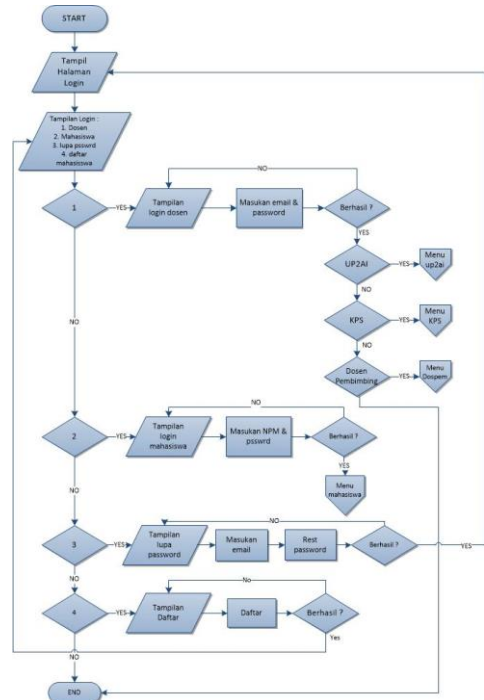 START
Tampil
Halaman
Login
Tampilan Login :
1. Dosen
2. Mahasiswa
3. lupa psswrd
4. daftar
mahasisswa
NO
1
YES
Tampilan
login dosen
Masukan email &
password
Berhasil ?
YES
UP2AI
YES
Menu
up2ai
NO
KPS
YES
Menu
KPS
NO
Dosen
Pembimbing
YES
Menu
Dospem
NO
NO
2
YES
Tampilan
login
mahasiswa
Masukan NPM &
psswrd
Berhasil ?
YES
Menu
mahasiswa
NO
NO
3
YES
Tampilan
lupa
password
Masukan
email
Rest
password
Berhasil ?
YES
NO
No
4
YES
Tampilan
Daftar
Daftar
Berhasil ?
Yes
NO
END